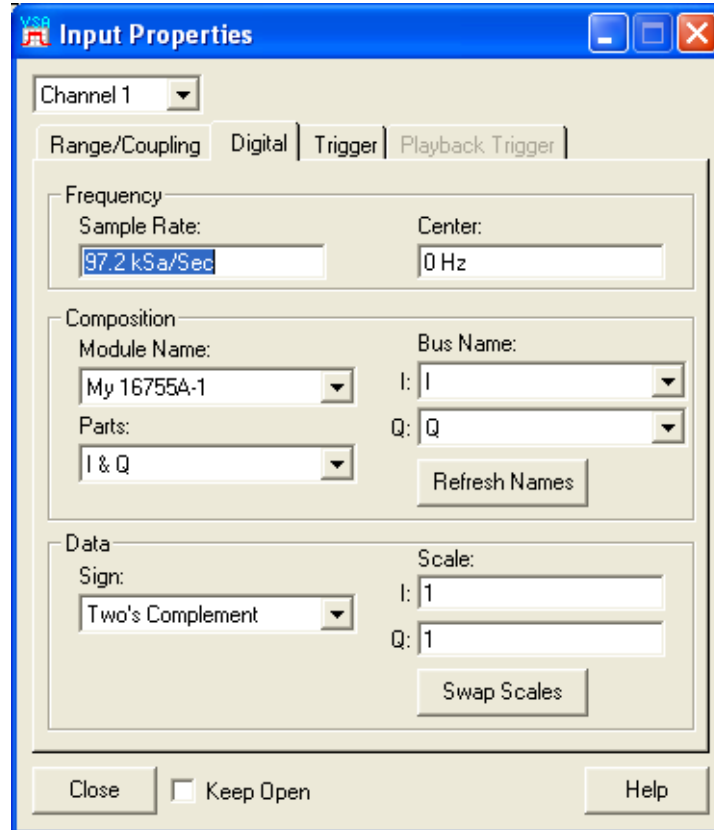 VSA
Input Properties
Channel 1
Range/Coupling Digital Trigger Playback Trigger
Frequency
Sample Rate: Center:
97.2 kSa/Sec 0 Hz
Composition
Module Name: Bus Name:
My 16755A-1 I: I
Parts: Q: Q
I & Q
Refresh Names
Data
Sign: Scale:
Two's Complement I: 1
Q: 1
Swap Scales
Close Keep Open Help